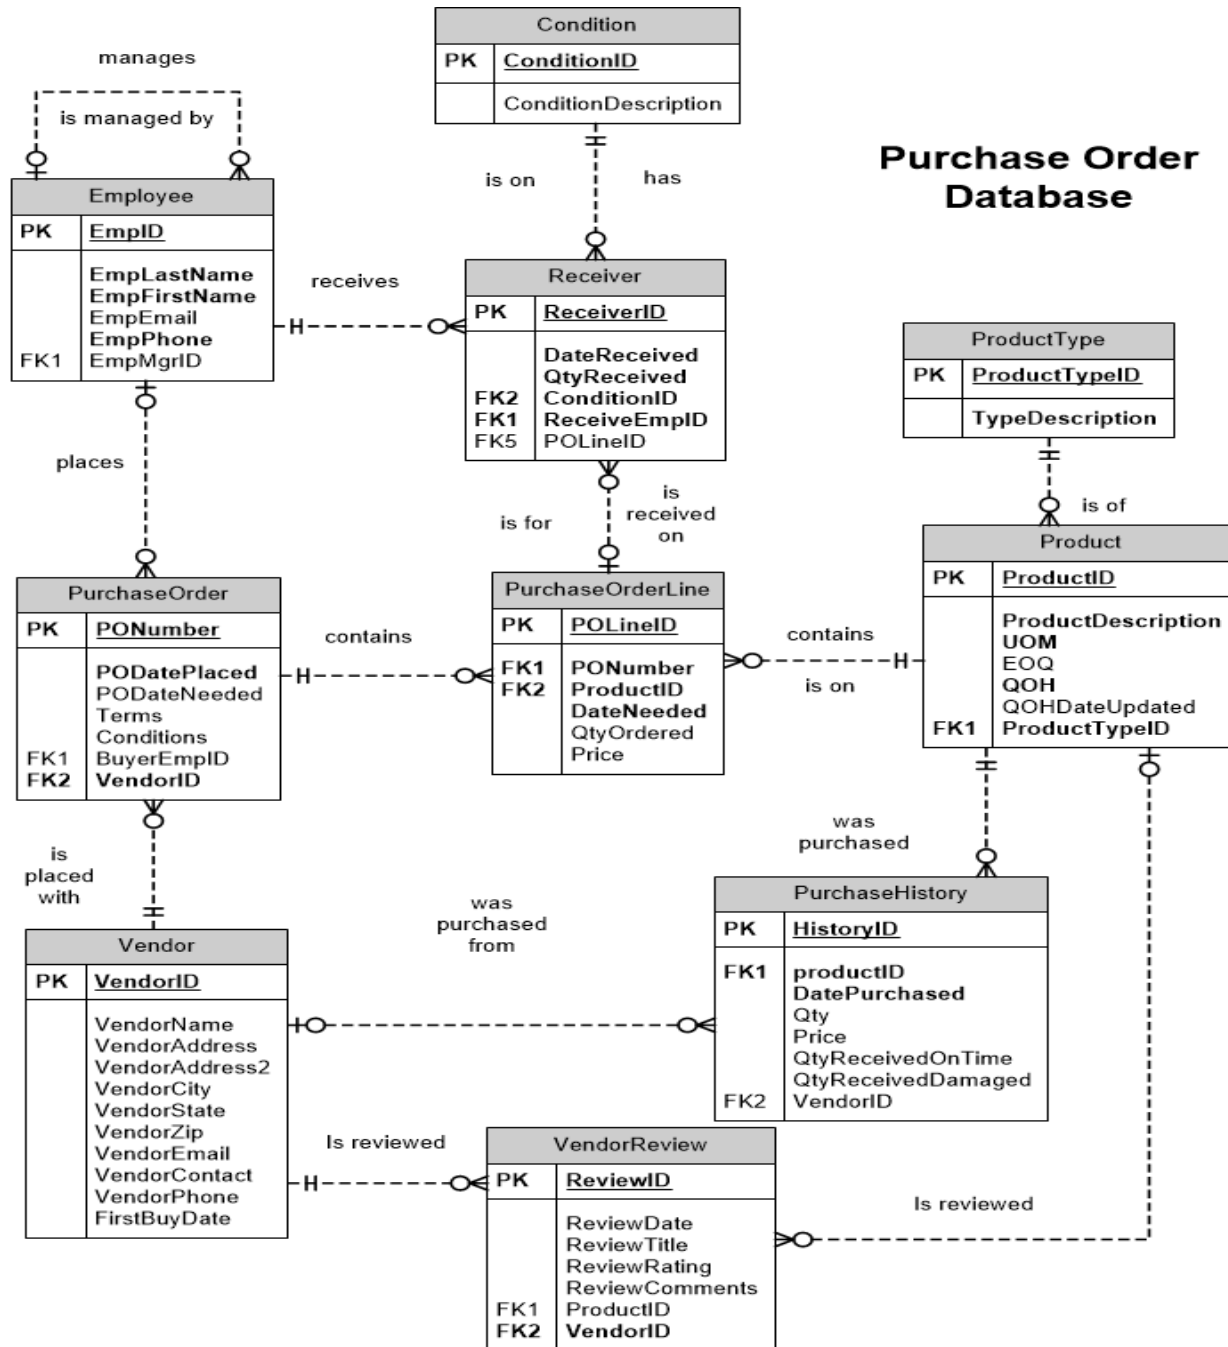 Condition
PK ConditionID
ConditionDescription
manages
is managed by
Purchase Order
Database
is on
has
Employee
PK EmpID
EmpLastName
EmpFirstName
EmpEmail
EmpPhone
FK1 EmpMgrID
receives
Receiver
PK ReceiverID
DateReceived
QtyReceived
FK2 ConditionID
FK1 ReceiveEmpID
FK5 POLineID
ProductType
PK ProductTypeID
TypeDescription
places
is for
is
received
on
is of
PurchaseOrder
PK PONumber
PODatePlaced
PODateNeeded
Terms
Conditions
FK1 BuyerEmpID
FK2 VendorID
contains
PurchaseOrderLine
PK POLineID
FK1 PONumber
FK2 ProductID
DateNeeded
QtyOrdered
Price
contains
is on
Product
PK ProductID
ProductDescription
UOM
EOQ
QOH
QOHDateUpdated
FK1 ProductTypeID
is
placed
with
was
purchased
was
purchased
from
Vendor
PK VendorID
VendorName
VendorAddress
VendorAddress2
VendorCity
VendorState
VendorZip
VendorEmail
VendorContact
VendorPhone
FirstBuyDate
PurchaseHistory
PK HistoryID
FK1 productID
DatePurchased
Qty
Price
QtyReceivedOnTime
QtyReceivedDamaged
FK2 VendorID
Is reviewed
VendorReview
PK ReviewID
ReviewDate
ReviewTitle
ReviewRating
ReviewComments
FK1 ProductID
FK2 VendorID
Is reviewed